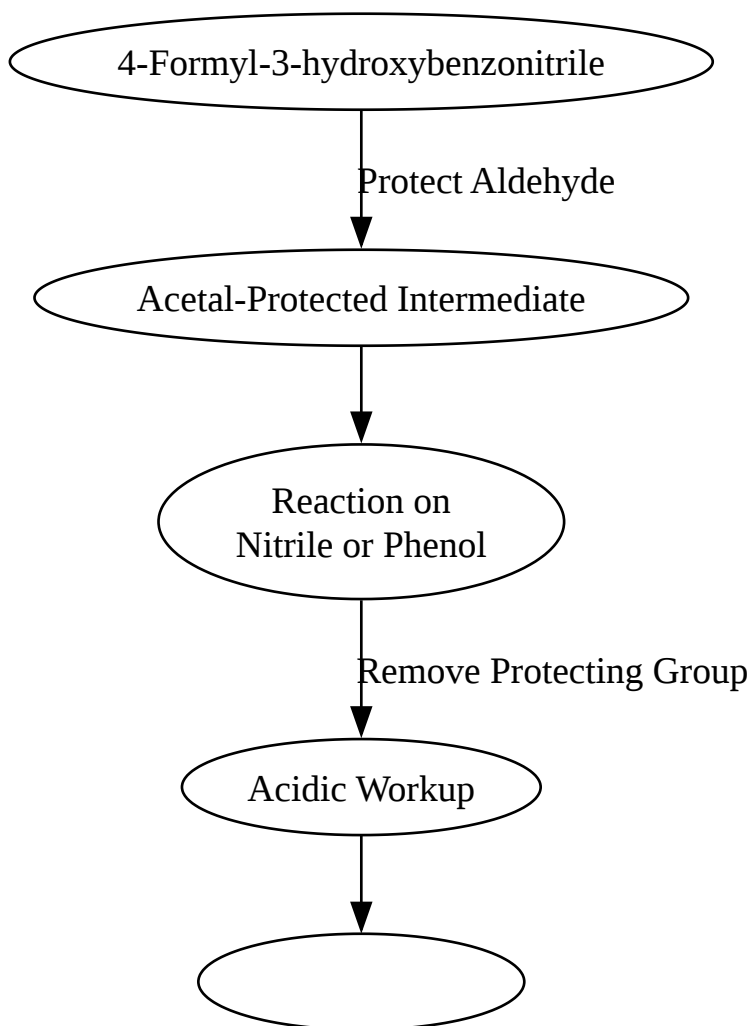 4-Formyl-3-hydroxybenzonitrile
Protect Aldehyde
Acetal-Protected Intermediate
Reaction on
Nitrile or Phenol
Remove Protecting Group
Acidic Workup